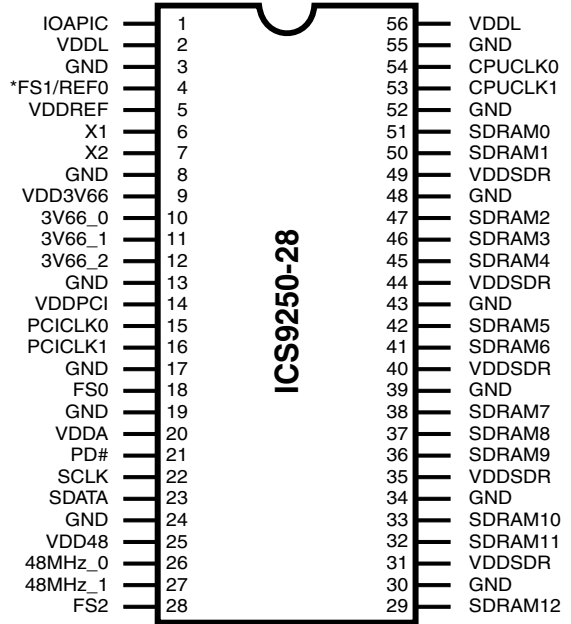 IOAPIC 1 56 VDDL
VDDL 2 55 GND
GND 3 54 CPUCLK0
*FS1/REF0 4 53 CPUCLK1
VDDREF 5 52 GND
X1 6 51 SDRAM0
X2 7 50 SDRAM1
GND 8 49 VDDSDR
VDD3V66 9 48 GND
3V66_0 10 47 SDRAM2
3V66_1 11 46 SDRAM3
3V66_2 12 45 SDRAM4
GND 13 44 VDDSDR
VDDPCI 14 43 GND
PCICLK0 15 42 SDRAM5
PCICLK1 16 41 SDRAM6
GND 17 40 VDDSDR
FS0 18 39 GND
GND 19 38 SDRAM7
VDDA 20 37 SDRAM8
PD# 21 36 SDRAM9
SCLK 22 35 VDDSDR
SDATA 23 34 GND
GND 24 33 SDRAM10
VDD48 25 32 SDRAM11
48MHz_0 26 31 VDDSDR
48MHz_1 27 30 GND
FS2 28 29 SDRAM12
ICS9250-28